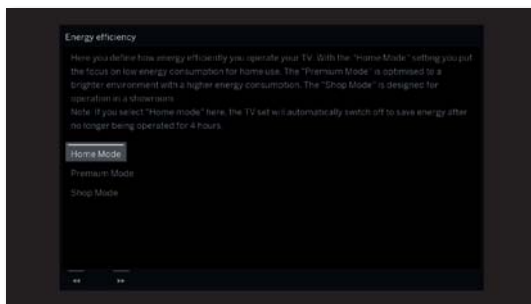 Energy efficiency
Here you define how energy efficiently you operate your TV. With the "Home Mode" setting you put
the focus on low energy consumption for home use. The "Premium Mode" is optimised to a
brighter environment with a higher energy consumption. The "Shop Mode" is designed for
operation in a showroom.
Note: If you select "Home mode" here, the TV set will automatically switch off to save energy after
no longer being operated for 4 hours.
Home Mode
Premium Mode
Shop Mode